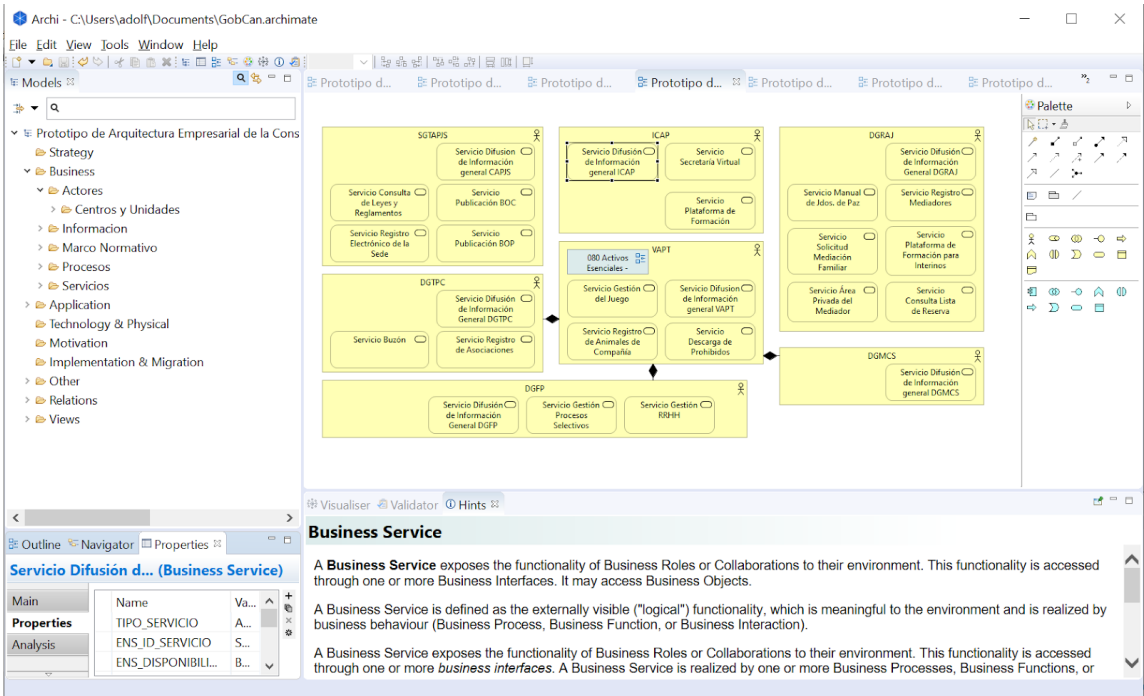 Archi - C:\Users\adolf\Documents\GobCan.archimate
File Edit View Tools Window Help
Models
Prototipo d...
Prototipo d...
Prototipo d...
Prototipo d...
Prototipo d...
Prototipo d...
Prototipo d...
»2
Prototipo de Arquitectura Empresarial de la Cons
Strategy
Business
Actores
Centros y Unidades
Informacion
Marco Normativo
Procesos
Servicios
Application
Technology & Physical
Motivation
Implementation & Migration
Other
Relations
Views
SGTAPJS
Servicio Difusion
de Información
general CAPJS
Servicio Consulta
de Leyes y
Reglamentos
Servicio
Publicación BOC
Servicio Registro
Electrónico de la
Sede
Servicio
Publicación BOP
ICAP
Servicio Difusión
de Información
general ICAP
Servicio
Secretaría Virtual
Servicio
Plataforma de
Formación
DGRAJ
Servicio Difusión
de Información
General DGRAJ
Servicio Manual
de Jdos. de Paz
Servicio Registro
Mediadores
Servicio
Solicitud
Mediación
Familiar
Servicio
Plataforma de
Formación para
Interinos
Servicio Área
Privada del
Mediador
Servicio
Consulta Lista
de Reserva
DGTPC
Servicio Difusión
de Información
General DGTPC
Servicio Buzón
Servicio Registro
de Asociaciones
VAPT
080 Activos
Esenciales -
Servicio Gestión
del Juego
Servicio Difusion
de Información
general VAPT
Servicio Registro
de Animales de
Compañía
Servicio
Descarga de
Prohibidos
DGMCS
Servicio Difusión
de Información
general DGMCS
DGFP
Servicio Difusión
de Información
General DGFP
Servicio Gestión
Procesos
Selectivos
Servicio Gestión
RRHH
Palette
Outline
Navigator
Properties
Servicio Difusión d... (Business Service)
Main
Properties
Analysis
Name
Va...
TIPO_SERVICIO
A...
ENS_ID_SERVICIO
S...
ENS_DISPONIBILI...
B...
Visualiser
Validator
Hints
Business Service
A Business Service exposes the functionality of Business Roles or Collaborations to their environment. This functionality is accessed
through one or more Business Interfaces. It may access Business Objects.
A Business Service is defined as the externally visible ("logical") functionality, which is meaningful to the environment and is realized by
business behaviour (Business Process, Business Function, or Business Interaction).
A Business Service exposes the functionality of Business Roles or Collaborations to their environment. This functionality is accessed
through one or more business interfaces. A Business Service is realized by one or more Business Processes, Business Functions, or